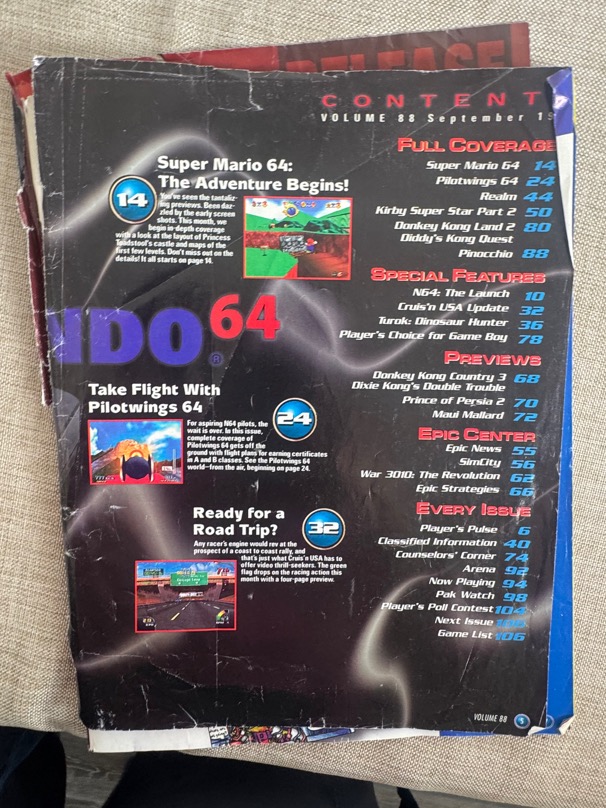 RELEASE
CONTENT
VOLUME 88 September 19
FULL COVERAGE
Super Mario 64 14
Pilotwings 64 24
Realm 44
Kirby Super Star Part 2 50
Donkey Kong Land 2 80
Diddy's Kong Quest
Pinocchio 88
SPECIAL FEATURES
N64: The Launch 10
Cruis'n USA Update 32
Turok: Dinosaur Hunter 36
Player's Choice for Game Boy 78
PREVIEWS
Donkey Kong Country 3 68
Dixie Kong's Double Trouble
Prince of Persia 2 70
Maui Mallard 72
EPIC CENTER
Epic News 55
SimCity 56
War 3010: The Revolution 62
Epic Strategies 66
EVERY ISSUE
Player's Pulse 6
Classified Information 40
Counselors' Corner 74
Arena 92
Now Playing 94
Pak Watch 98
Player's Poll Contest 104
Next Issue
Game List 106
VOLUME 88
Super Mario 64:
The Adventure Begins!
14
You've seen the tantaliz-
ing previews. Been daz-
zled by the early screen
shots. This month, we
begin in-depth coverage
with a look at the layout of Princess
Toadstool's castle and maps of the
first few levels. Don't miss out on the
details! It all starts on page 14.
NDO 64
®
Take Flight With
Pilotwings 64
24
For aspiring N64 pilots, the
wait is over. In this issue,
complete coverage of
Pilotwings 64 gets off the
ground with flight plans for earning certificates
in A and B classes. See the Pilotwings 64
world—from the air, beginning on page 24.
Ready for a
Road Trip?
32
Any racer's engine would rev at the
prospect of a coast to coast rally, and
that's just what Cruis'n USA has to
offer video thrill-seekers. The green
flag drops on the racing action this
month with a four-page preview.